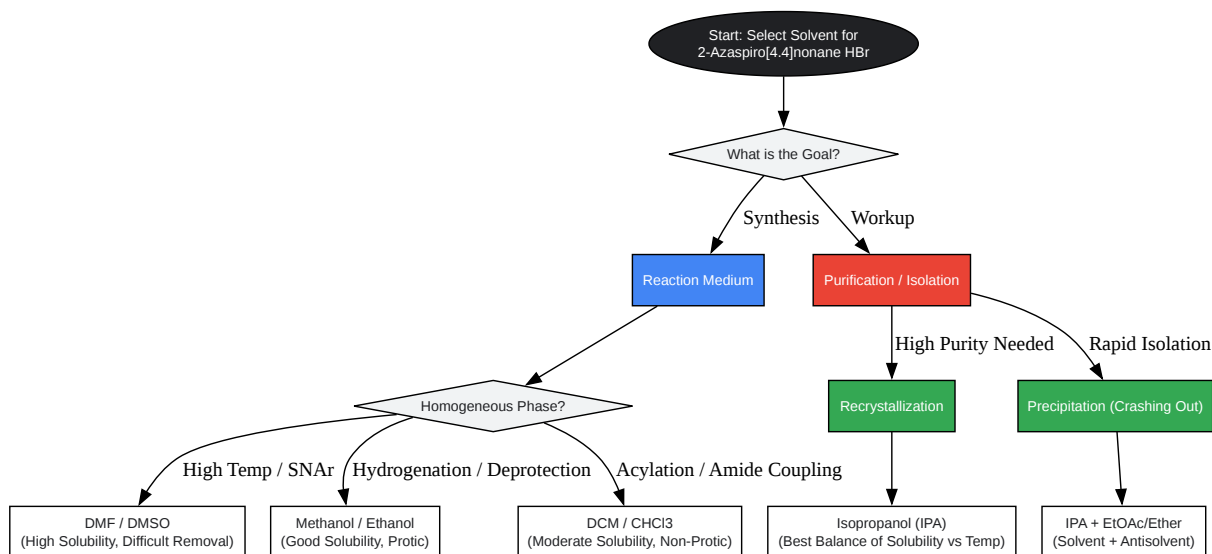 Start: Select Solvent for
2-Azaspiro[4.4]nonane HBr
What is the Goal?
Synthesis
Workup
Reaction Medium
Purification / Isolation
High Purity Needed
Rapid Isolation
Homogeneous Phase?
Recrystallization
Precipitation (Crashing Out)
High Temp / SNAr
Hydrogenation / Deprotection
Acylation / Amide Coupling
DMF / DMSO
(High Solubility, Difficult Removal)
Methanol / Ethanol
(Good Solubility, Protic)
DCM / CHCl3
(Moderate Solubility, Non-Protic)
Isopropanol (IPA)
(Best Balance of Solubility vs Temp)
IPA + EtOAc/Ether
(Solvent + Antisolvent)